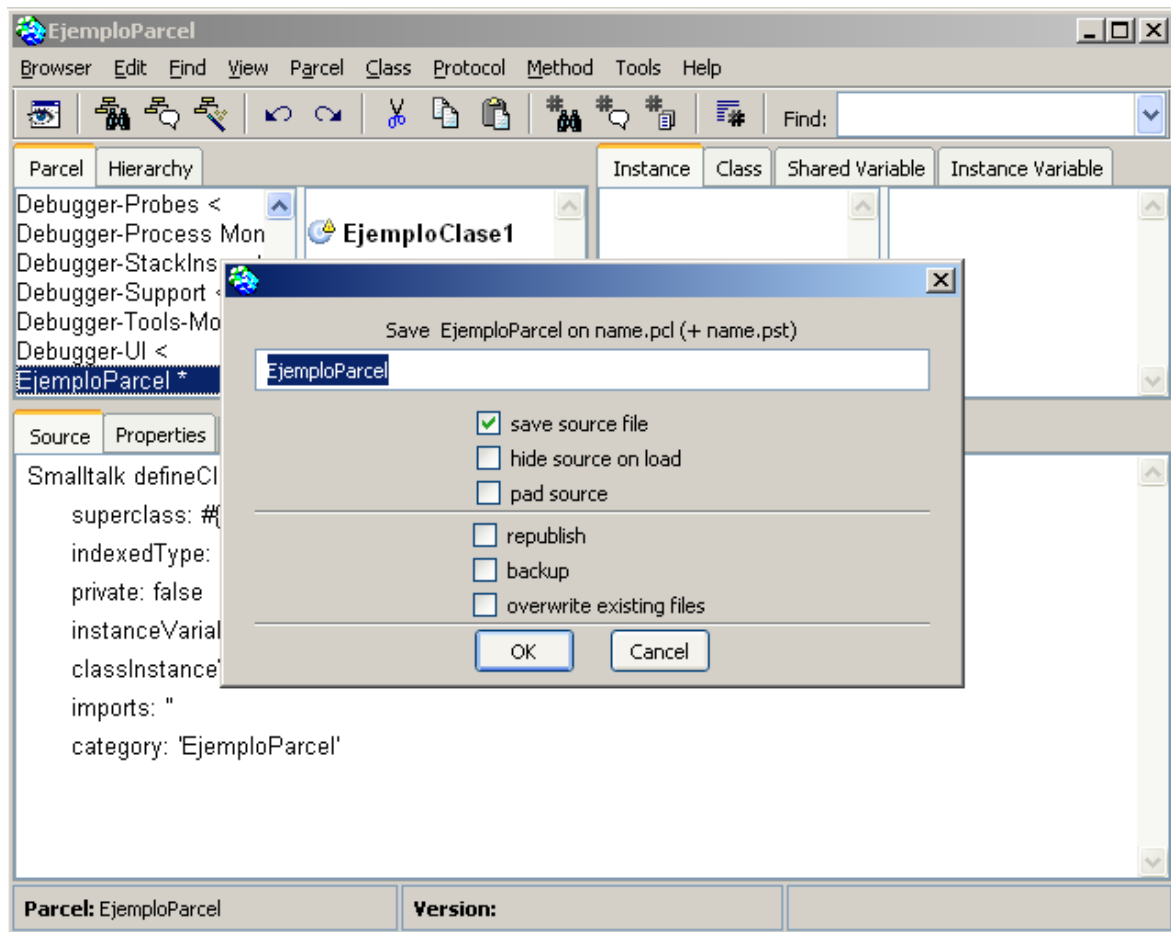 EjemploParcel
Browser Edit Find View Parcel Class Protocol Method Tools Help
Find:
Parcel Hierarchy Instance Class Shared Variable Instance Variable
Debugger-Probes <
Debugger-Process Mon
EjemploClase1
Debugger-StackIns
Debugger-Support <
Debugger-Tools-Mo
Debugger-UI <
EjemploParcel *
Save EjemploParcel on name.pcl (+ name.pst)
EjemploParcel
save source file
hide source on load
pad source
republish
backup
overwrite existing files
OK Cancel
Source Properties
Smalltalk defineCl
superclass: #{
indexedType:
private: false
instanceVarial
classInstance
imports: ''
category: 'EjemploParcel'
Parcel: EjemploParcel Version: